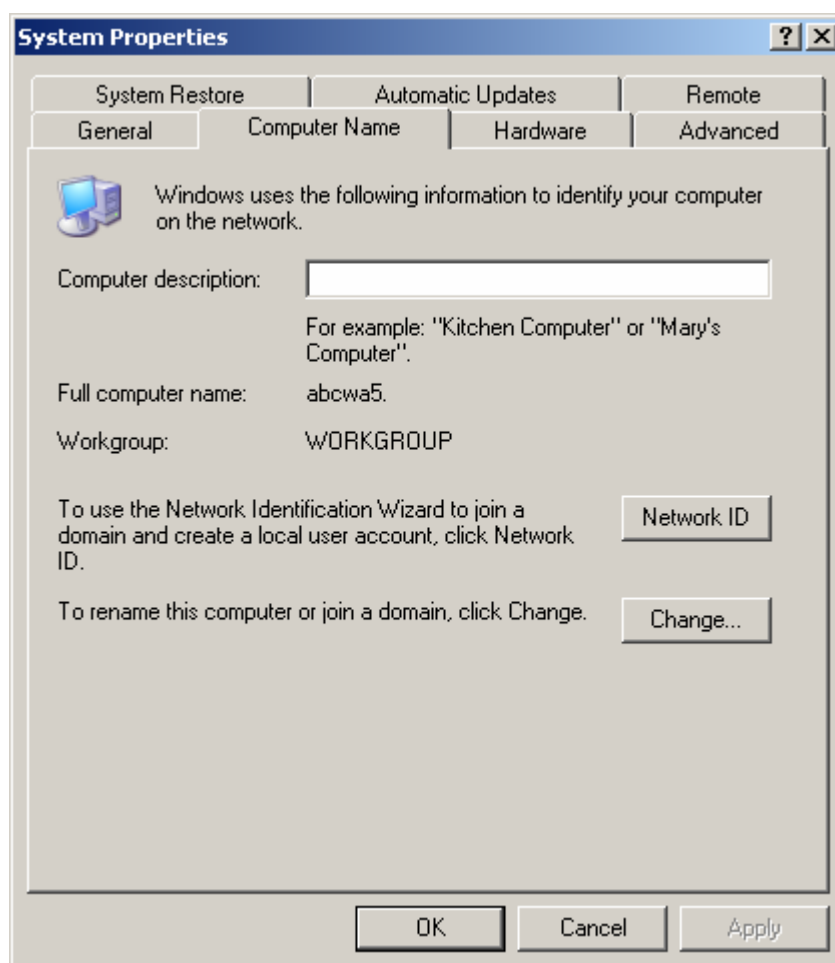 System Properties
System Restore
Automatic Updates
Remote
General
Computer Name
Hardware
Advanced
Windows uses the following information to identify your computer
on the network.
Computer description:
For example: "Kitchen Computer" or "Mary's
Computer".
Full computer name:
abcwa5.
Workgroup:
WORKGROUP
To use the Network Identification Wizard to join a
domain and create a local user account, click Network
ID.
Network ID
To rename this computer or join a domain, click Change.
Change...
OK
Cancel
Apply